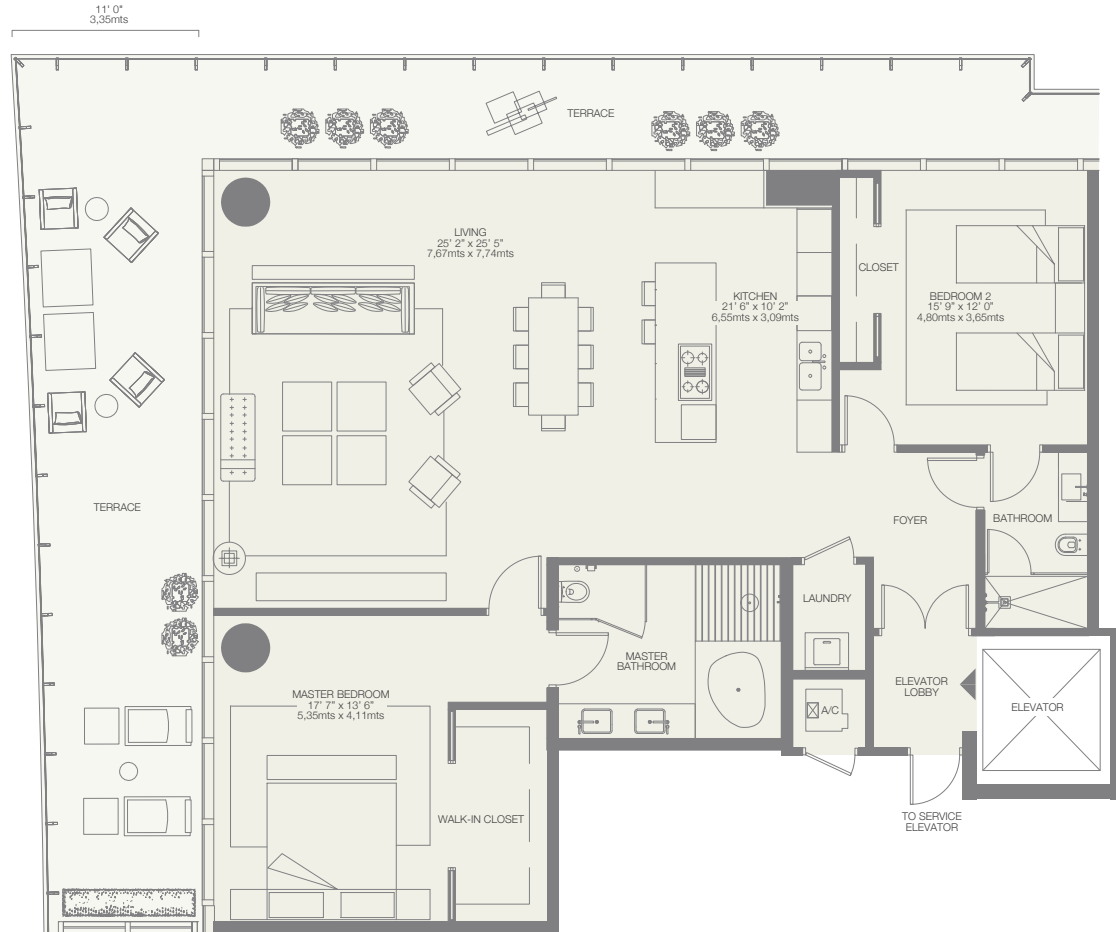 11' 0"
3,35mts
TERRACE
LIVING
25' 2" x 25' 5"
7,67mts x 7,74mts
CLOSET
KITCHEN
21' 6" x 10' 2"
6,55mts x 3,09mts
BEDROOM 2
15' 9" x 12' 0"
4,80mts x 3,65mts
TERRACE
FOYER
BATHROOM
LAUNDRY
MASTER
BATHROOM
MASTER BEDROOM
17' 7" x 13' 6"
5,35mts x 4,11mts
ELEVATOR
LOBBY
ELEVATOR
A/C
WALK-IN CLOSET
TO SERVICE
ELEVATOR